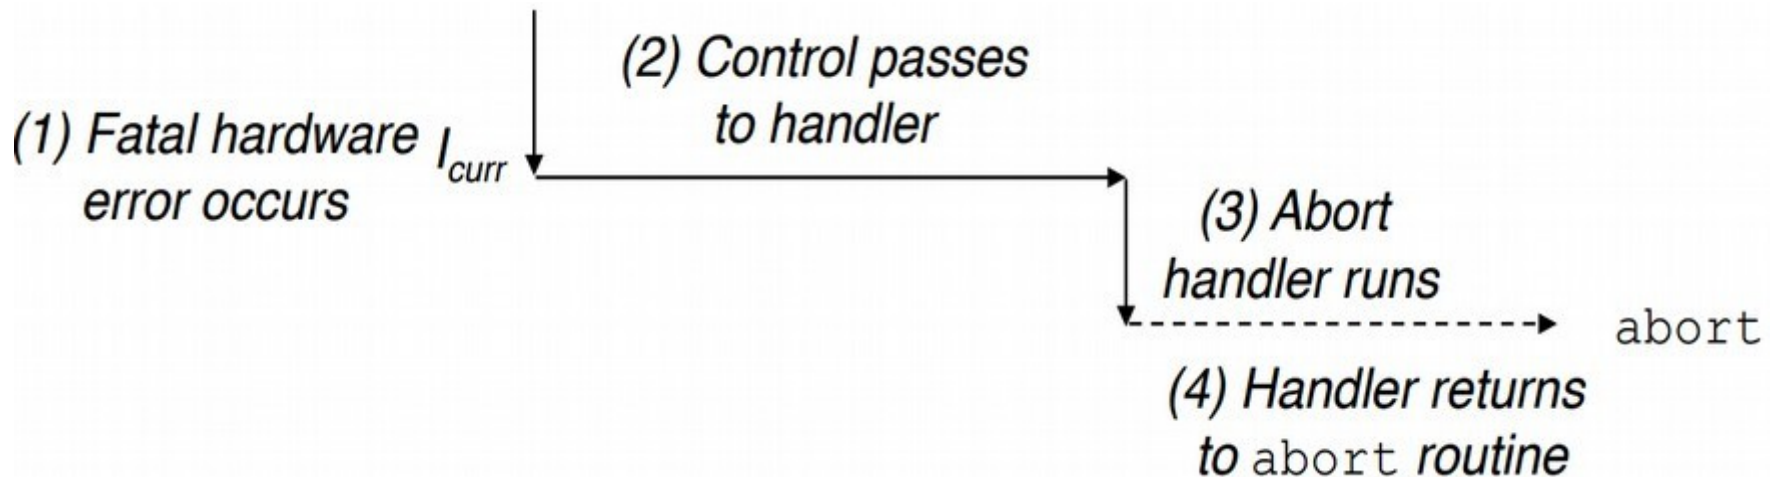 (1) Fatal hardware
error occurs
I_curr
(2) Control passes
to handler
(3) Abort
handler runs
abort
(4) Handler returns
to abort routine